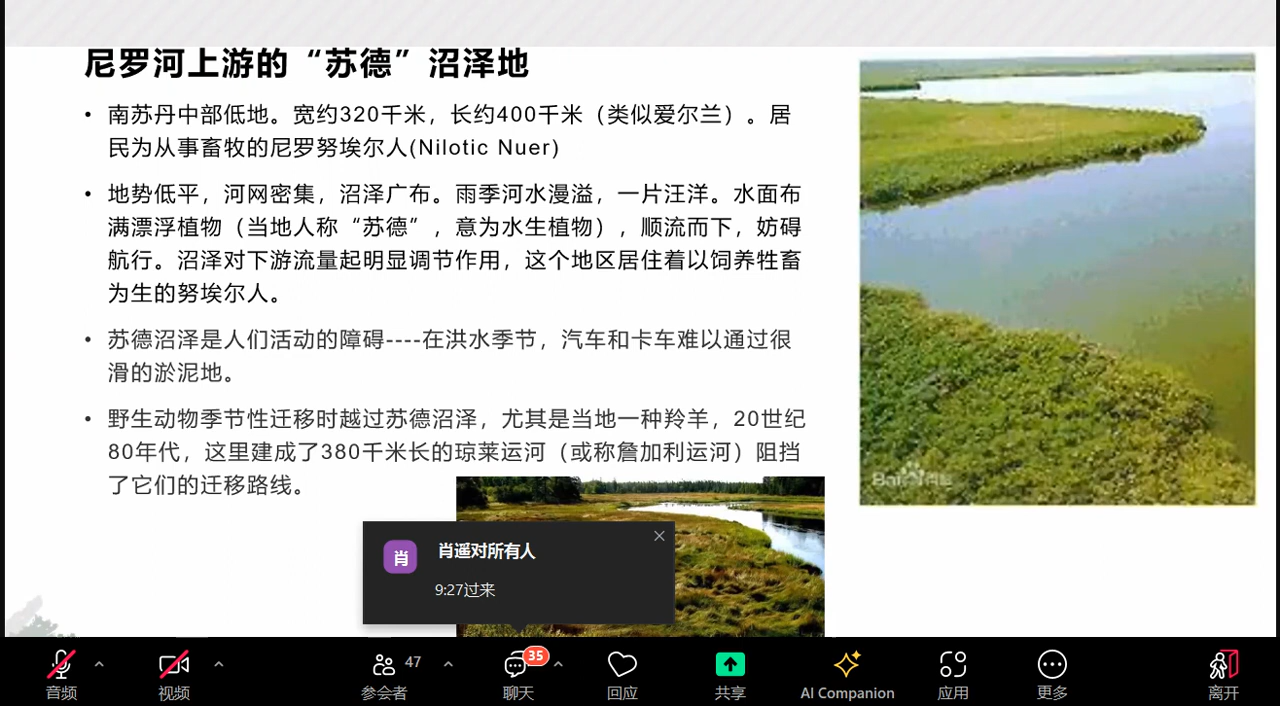 尼罗河上游的“苏德”沼泽地
• 南苏丹中部低地。宽约320千米，长约400千米（类似爱尔兰）。居
民为从事畜牧的尼罗努埃尔人(Nilotic Nuer)
• 地势低平，河网密集，沼泽广布。雨季河水漫溢，一片汪洋。水面布
满漂浮植物（当地人称“苏德”，意为水生植物），顺流而下，妨碍
航行。沼泽对下游流量起明显调节作用，这个地区居住着以饲养牲畜
为生的努埃尔人。
• 苏德沼泽是人们活动的障碍----在洪水季节，汽车和卡车难以通过很
滑的淤泥地。
• 野生动物季节性迁移时越过苏德沼泽，尤其是当地一种羚羊，20世纪
80年代，这里建成了380千米长的琼莱运河（或称詹加利运河）阻挡
了它们的迁移路线。
肖
肖遥对所有人
9:27过来
47
35
音频
视频
参会者
聊天
回应
共享
AI Companion
应用
更多
离开